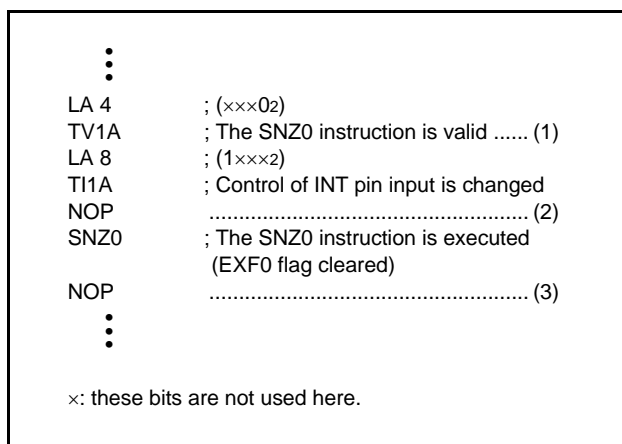 LA 4 ; (×××0₂)
TV1A ; The SNZ0 instruction is valid ...... (1)
LA 8 ; (1×××₂)
TI1A ; Control of INT pin input is changed
NOP ....................................................... (2)
SNZ0 ; The SNZ0 instruction is executed
(EXF0 flag cleared)
NOP ....................................................... (3)
×: these bits are not used here.